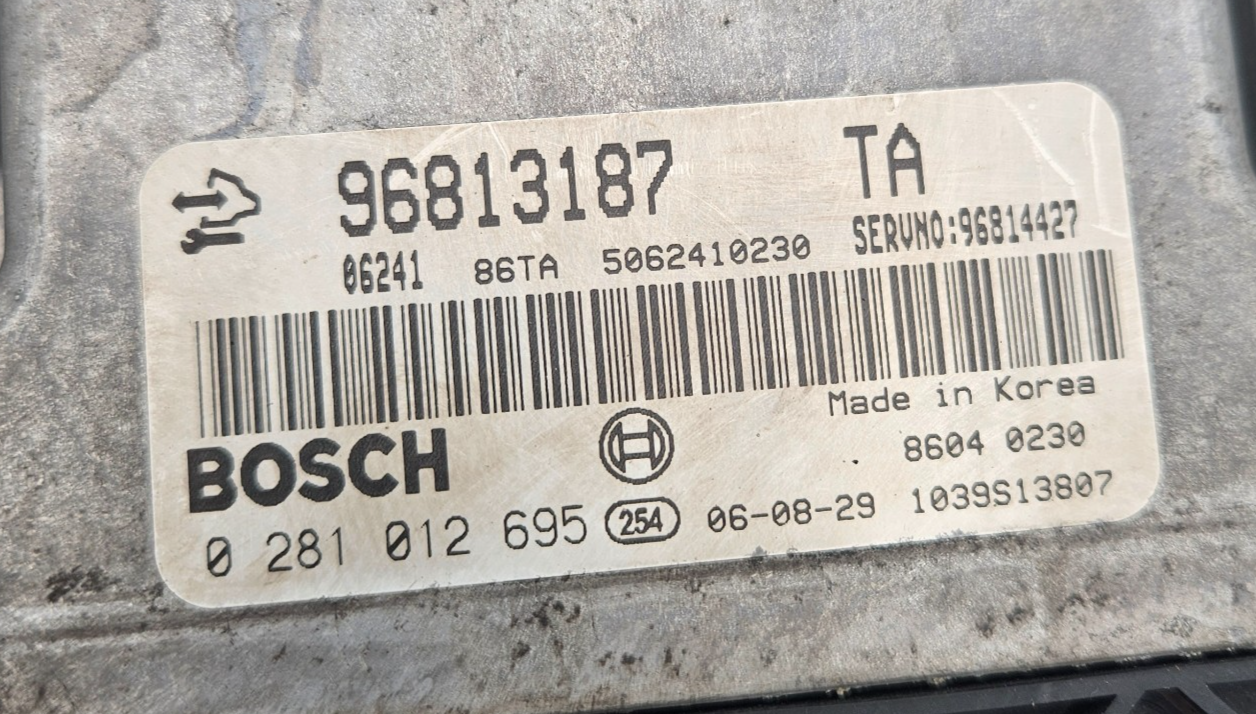 96813187 TA
SERVNO:96814427
06241 86TA 5062410230
Made in Korea
BOSCH
8604 0230
0 281 012 695 254 06-08-29 1039S13807